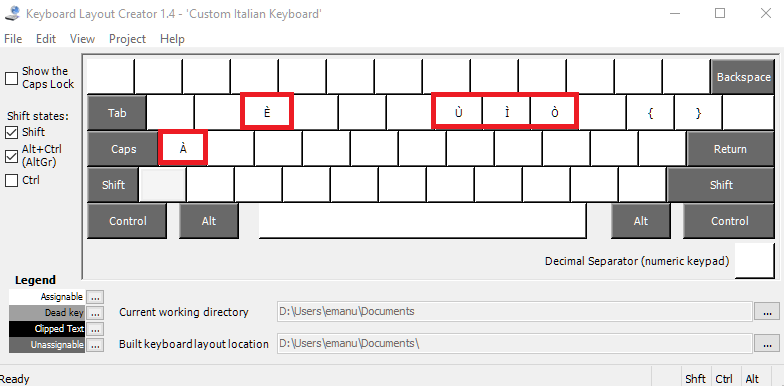 Keyboard Layout Creator 1.4 - 'Custom Italian Keyboard'
File Edit View Project Help
Show the
Caps Lock
Backspace
Shift states:
Shift
Alt+Ctrl
(AltGr)
Ctrl
Tab È Ù Ì Ò { }
Caps À Return
Shift Shift
Control Alt Alt Control
Decimal Separator (numeric keypad)
Legend
Assignable ...
Dead key ...
Clipped Text ...
Unassignable ...
Current working directory D:\Users\emanu\Documents ...
Built keyboard layout location D:\Users\emanu\Documents\ ...
Ready Shft Ctrl Alt